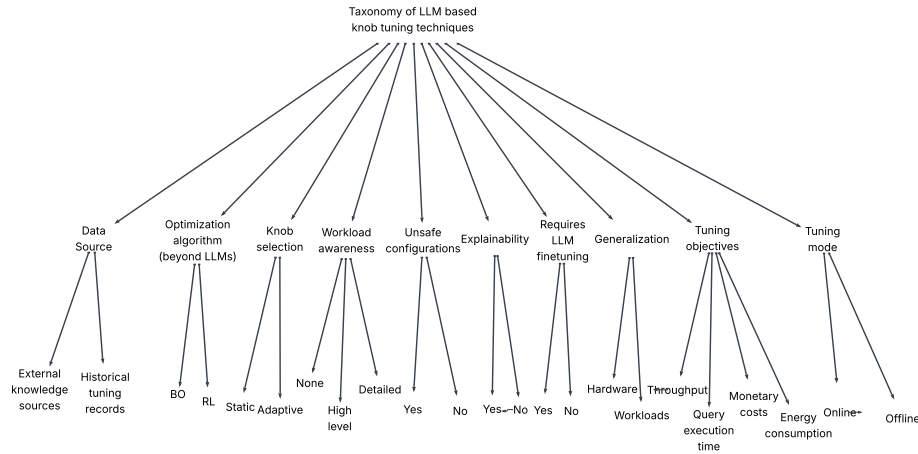 Taxonomy of LLM based
knob tuning techniques
Data
Source
Optimization
algorithm
(beyond LLMs)
Knob
selection
Workload
awareness
Unsafe
configurations
Explainability
Requires
LLM
finetuning
Generalization
Tuning
objectives
Tuning
mode
External
knowledge
sources
Historical
tuning
records
BO
RL
Static
Adaptive
None
High
level
Detailed
Yes
No
Yes
No
Yes
No
Hardware
Workloads
Throughput
Query
execution
time
Monetary
costs
Energy
consumption
Online
Offline